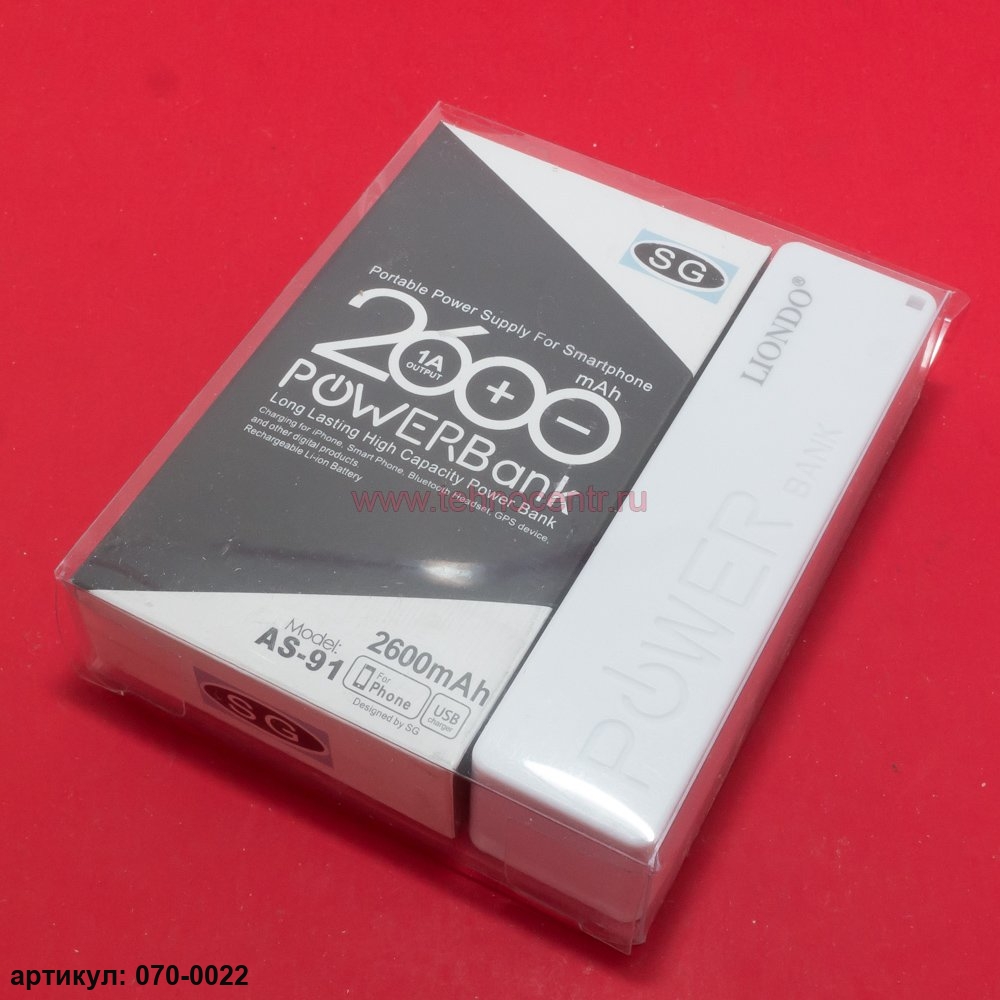 SG
Portable Power Supply For Smartphone
2600 mAh
1A
OUTPUT
+ -
POWERBank
Long Lasting High Capacity Power Bank
Charging for iPhone, Smart Phone, Bluetooth Headset, GPS device,
and other digital products.
Rechargeable Li-ion Battery
LIONDO®
POWER BANK
www.tehnocentr.ru
Model:
AS-91
2600mAh
For
Phone
USB
charger
Designed by SG
SG
артикул: 070-0022